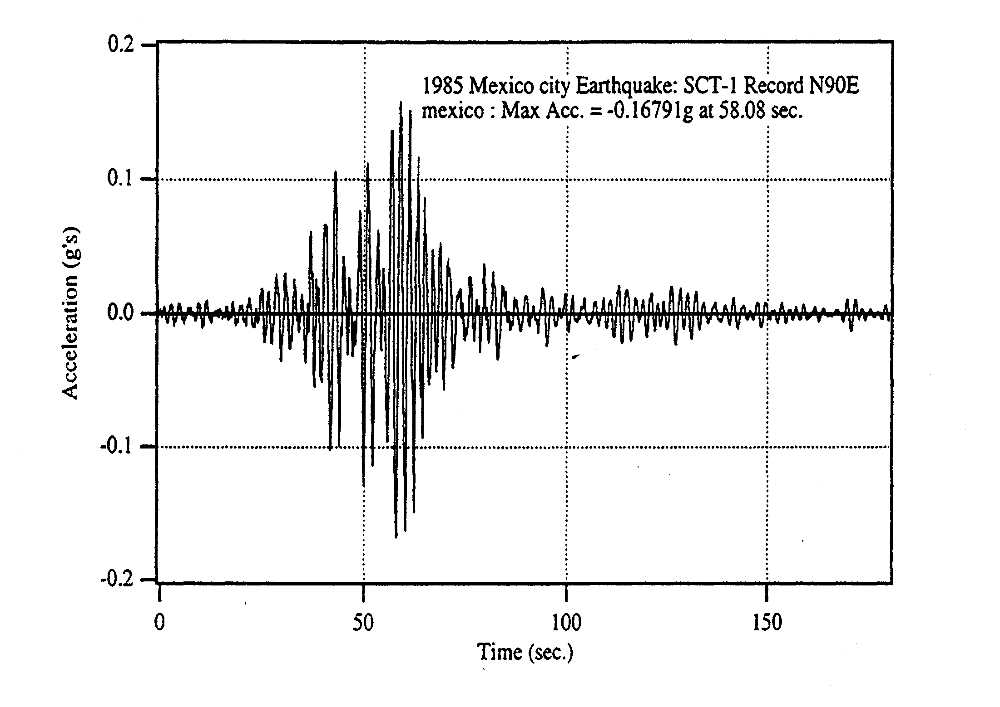 0.2
1985 Mexico city Earthquake: SCT-1 Record N90E
mexico : Max Acc. = -0.16791g at 58.08 sec.
0.1
0.0
-0.1
-0.2
Acceleration (g's)
0 50 100 150
Time (sec.)